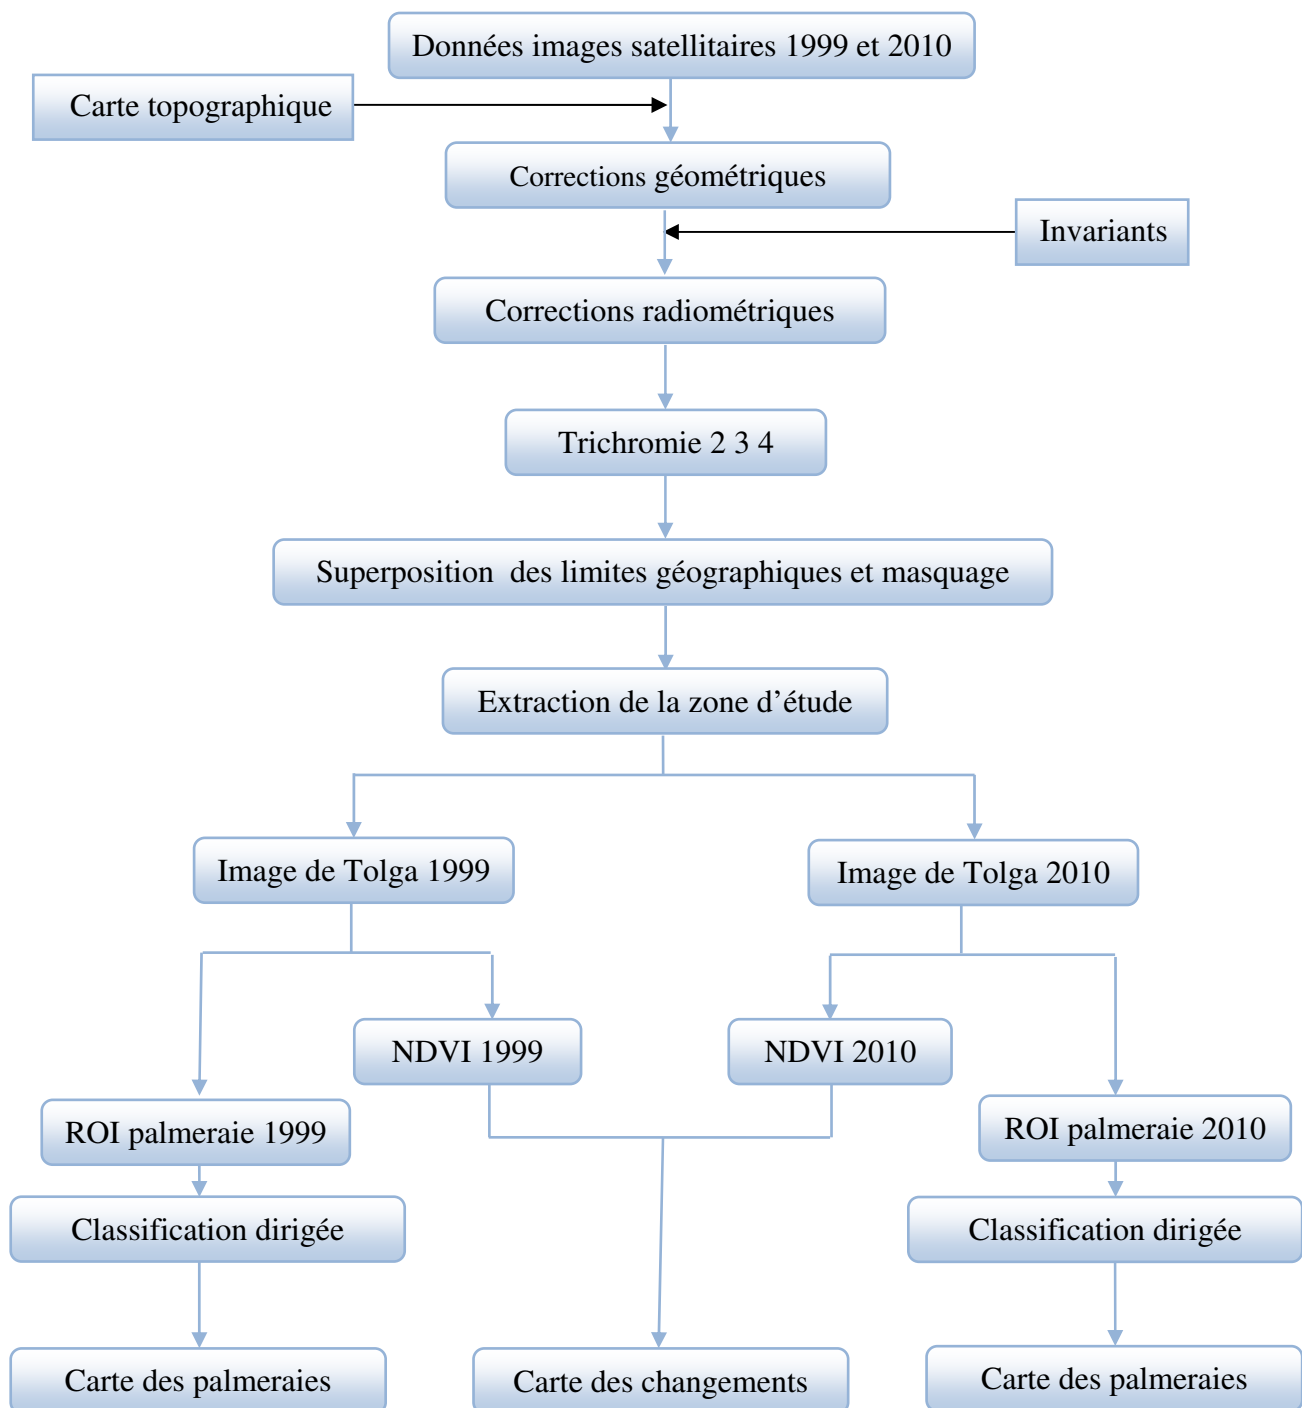 Données images satellitaires 1999 et 2010
Carte topographique
Corrections géométriques
Invariants
Corrections radiométriques
Trichromie 2 3 4
Superposition des limites géographiques et masquage
Extraction de la zone d’étude
Image de Tolga 1999
Image de Tolga 2010
NDVI 1999
NDVI 2010
ROI palmeraie 1999
ROI palmeraie 2010
Classification dirigée
Classification dirigée
Carte des palmeraies
Carte des changements
Carte des palmeraies